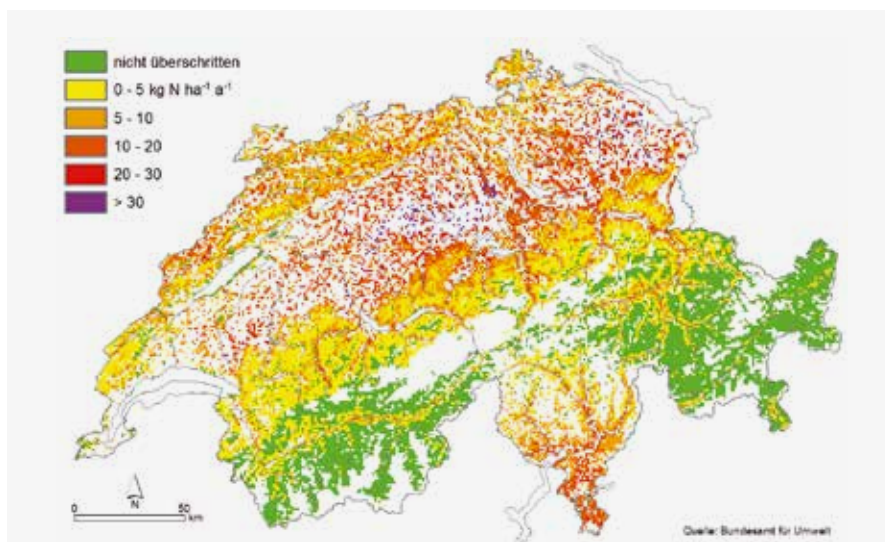 nicht überschritten
0 - 5 kg N ha⁻¹ a⁻¹
5 - 10
10 - 20
20 - 30
> 30
N
0 50
km
Quelle: Bundesamt für Umwelt